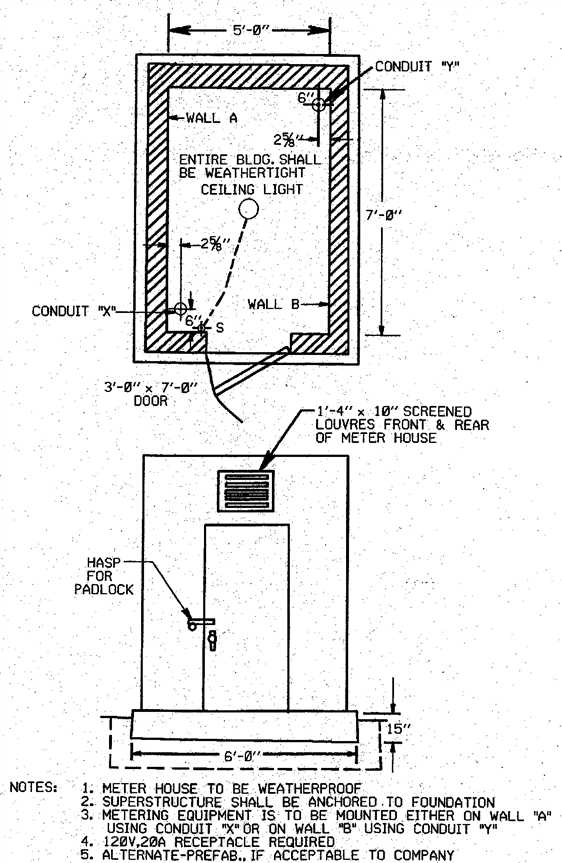 5'-0"
CONDUIT "Y"
6"
WALL A
2⅝"
ENTIRE BLDG. SHALL
BE WEATHERTIGHT
CEILING LIGHT
7'-0"
2⅝"
CONDUIT "X"
6"
WALL B
S
3'-0" x 7'-0"
DOOR
1'-4" x 10" SCREENED
LOUVRES FRONT & REAR
OF METER HOUSE
HASP
FOR
PADLOCK
15"
6'-0"
NOTES: 1. METER HOUSE TO BE WEATHERPROOF
2. SUPERSTRUCTURE SHALL BE ANCHORED TO FOUNDATION
3. METERING EQUIPMENT IS TO BE MOUNTED EITHER ON WALL "A"
USING CONDUIT "X" OR ON WALL "B" USING CONDUIT "Y"
4. 120V,20A RECEPTACLE REQUIRED
5. ALTERNATE-PREFAB., IF ACCEPTABLE TO COMPANY